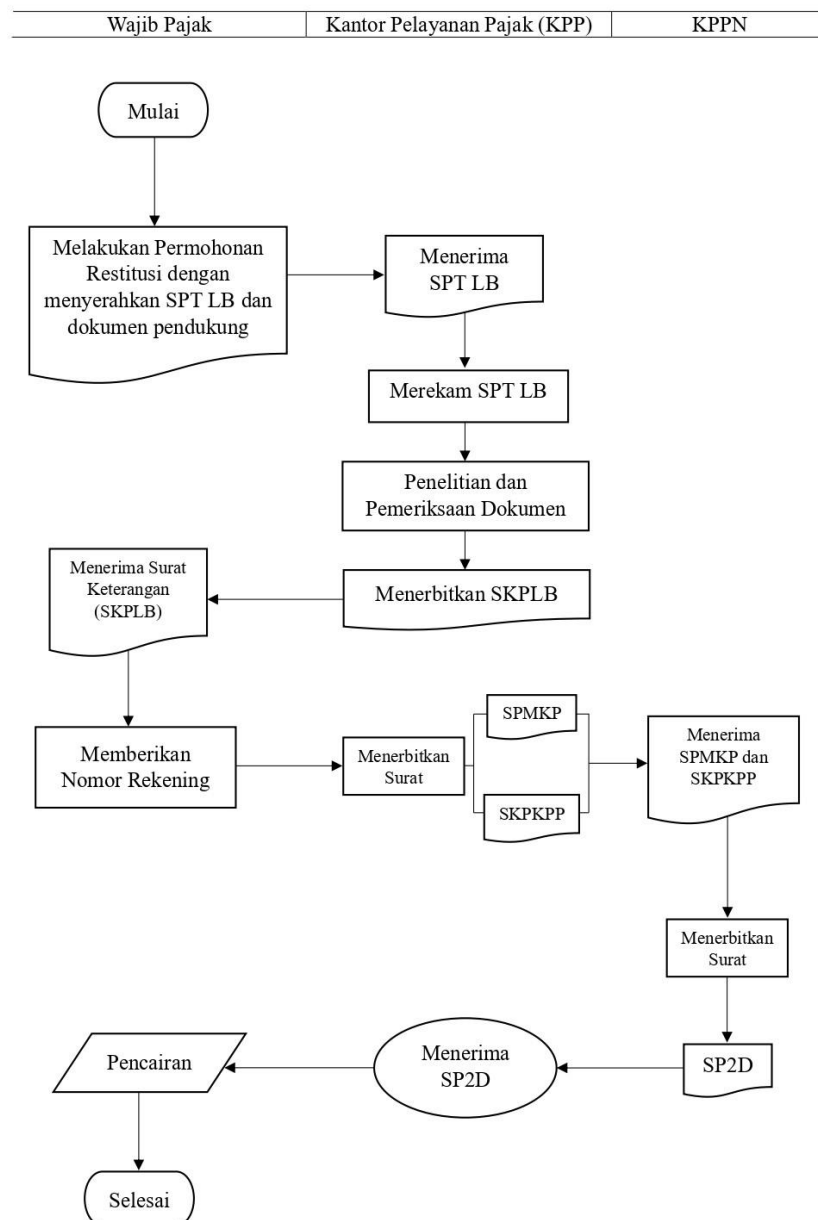 Wajib Pajak
Kantor Pelayanan Pajak (KPP)
KPPN
Mulai
Melakukan Permohonan
Restitusi dengan
menyerahkan SPT LB dan
dokumen pendukung
Menerima
SPT LB
Merekam SPT LB
Penelitian dan
Pemeriksaan Dokumen
Menerbitkan SKPLB
Menerima Surat
Keterangan
(SKPLB)
Memberikan
Nomor Rekening
Menerbitkan
Surat
SPMKP
SKPKPP
Menerima
SPMKP dan
SKPKPP
Menerbitkan
Surat
SP2D
Menerima
SP2D
Pencairan
Selesai